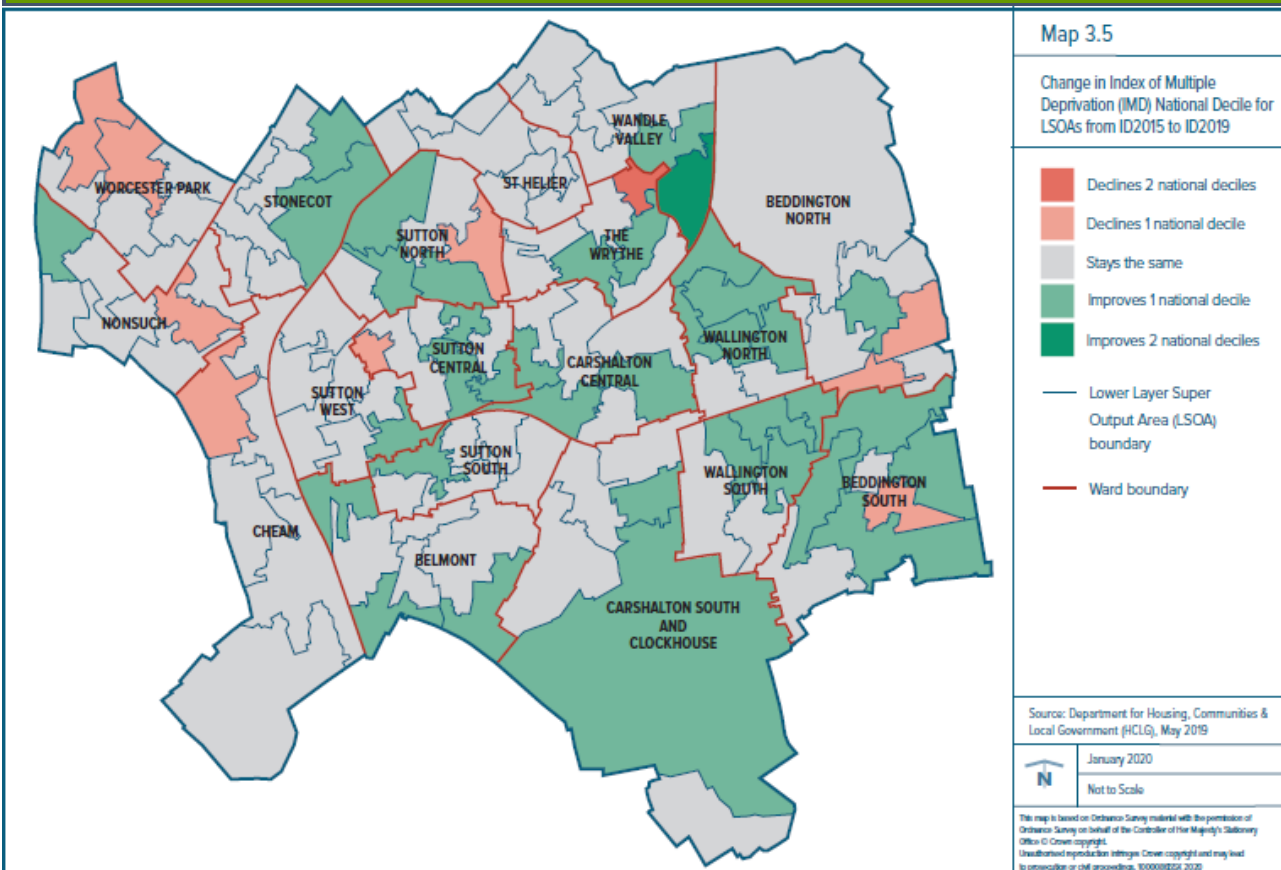 Map 3.5
Change in Index of Multiple
Deprivation (IMD) National Decile for
LSOAs from ID2015 to ID2019
Declines 2 national deciles
Declines 1 national decile
Stays the same
Improves 1 national decile
Improves 2 national deciles
Lower Layer Super
Output Area (LSOA)
boundary
Ward boundary
Source: Department for Housing, Communities &
Local Government (HCLG), May 2019
N
January 2020
Not to Scale
This map is based on Ordnance Survey material with the permission of
Ordnance Survey on behalf of the Controller of Her Majesty's Stationery
Office © Crown copyright.
Unauthorised reproduction infringes Crown copyright and may lead
to prosecution or civil proceedings. 2020
WANDLE
VALLEY
WORCESTER PARK
ST HELIER
STONECOT
BEDDINGTON
NORTH
SUTTON
NORTH
THE
WRYTHE
NONSUCH
SUTTON
CENTRAL
WALLINGTON
NORTH
CARSHALTON
CENTRAL
SUTTON
WEST
SUTTON
SOUTH
WALLINGTON
SOUTH
BEDDINGTON
SOUTH
CHEAM
BELMONT
CARSHALTON SOUTH
AND
CLOCKHOUSE